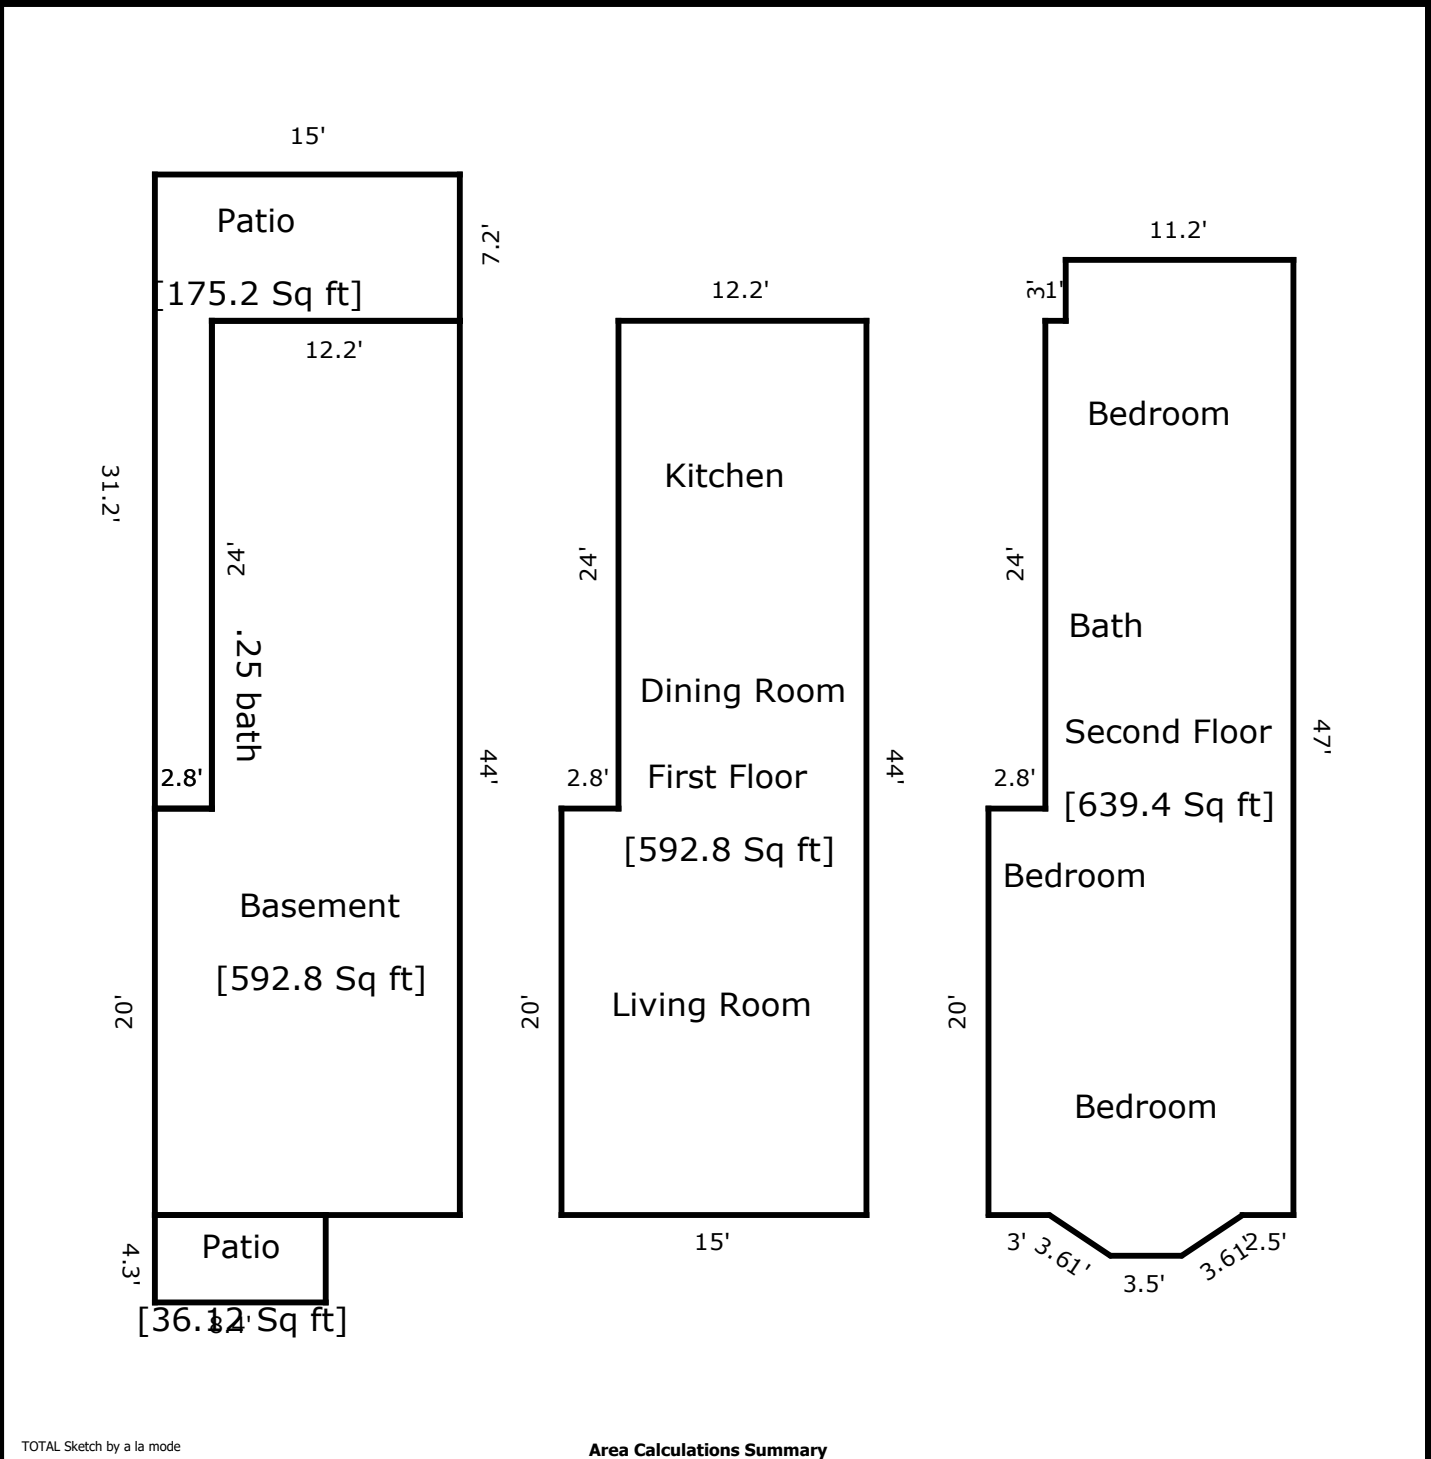 15'
Patio
7.2'
[175.2 Sq ft]
12.2'
31.2'
24'
.25 bath
2.8'
44'
Basement
[592.8 Sq ft]
20'
Patio
4.3'
[36.12 Sq ft]
8.4'
12.2'
Kitchen
24'
Dining Room
2.8'
First Floor
44'
[592.8 Sq ft]
20'
Living Room
15'
11.2'
3'
1'
Bedroom
24'
Bath
Second Floor
47'
2.8'
[639.4 Sq ft]
Bedroom
20'
Bedroom
3'
3.61'
3.5'
3.61'
2.5'
TOTAL Sketch by a la mode
Area Calculations Summary